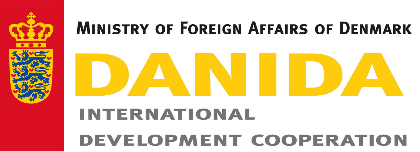 Ministry of Foreign Affairs of Denmark
DANIDA
INTERNATIONAL
DEVELOPMENT COOPERATION